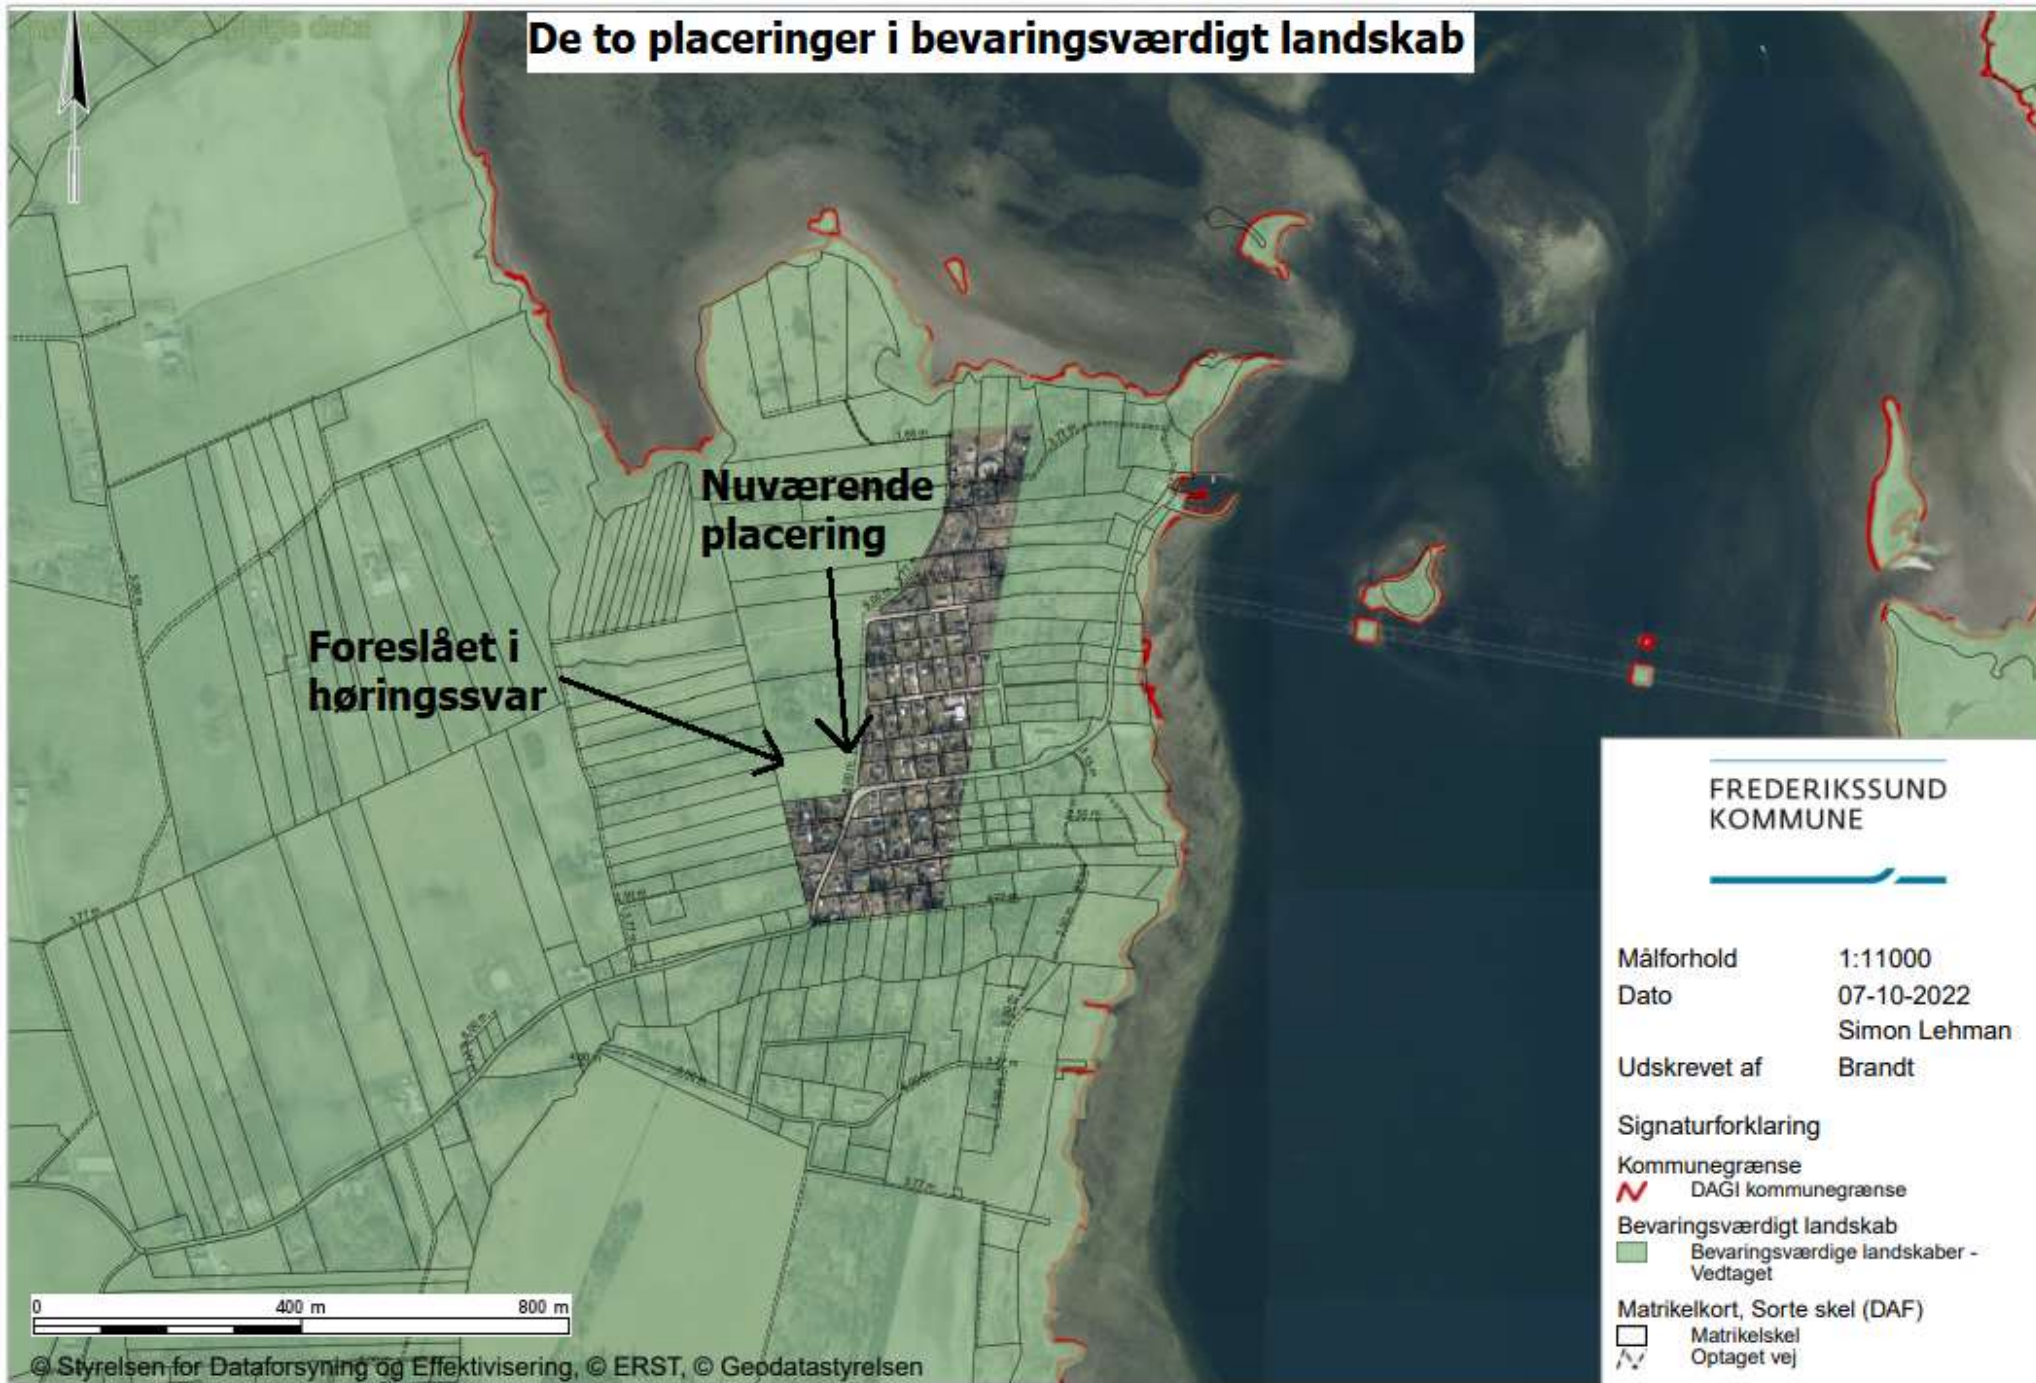 De to placeringer i bevaringsværdigt landskab
Nuværende
placering
Foreslået i
høringssvar
FREDERIKSSUND
KOMMUNE
Målforhold 1:11000
Dato 07-10-2022
Simon Lehman
Udskrevet af Brandt
Signaturforklaring
Kommunegrænse
DAGI kommunegrænse
Bevaringsværdigt landskab
Bevaringsværdige landskaber -
Vedtaget
Matrikelkort, Sorte skel (DAF)
Matrikelskel
Optaget vej
0 400 m 800 m
© Styrelsen for Dataforsyning og Effektivisering, © ERST, © Geodatastyrelsen